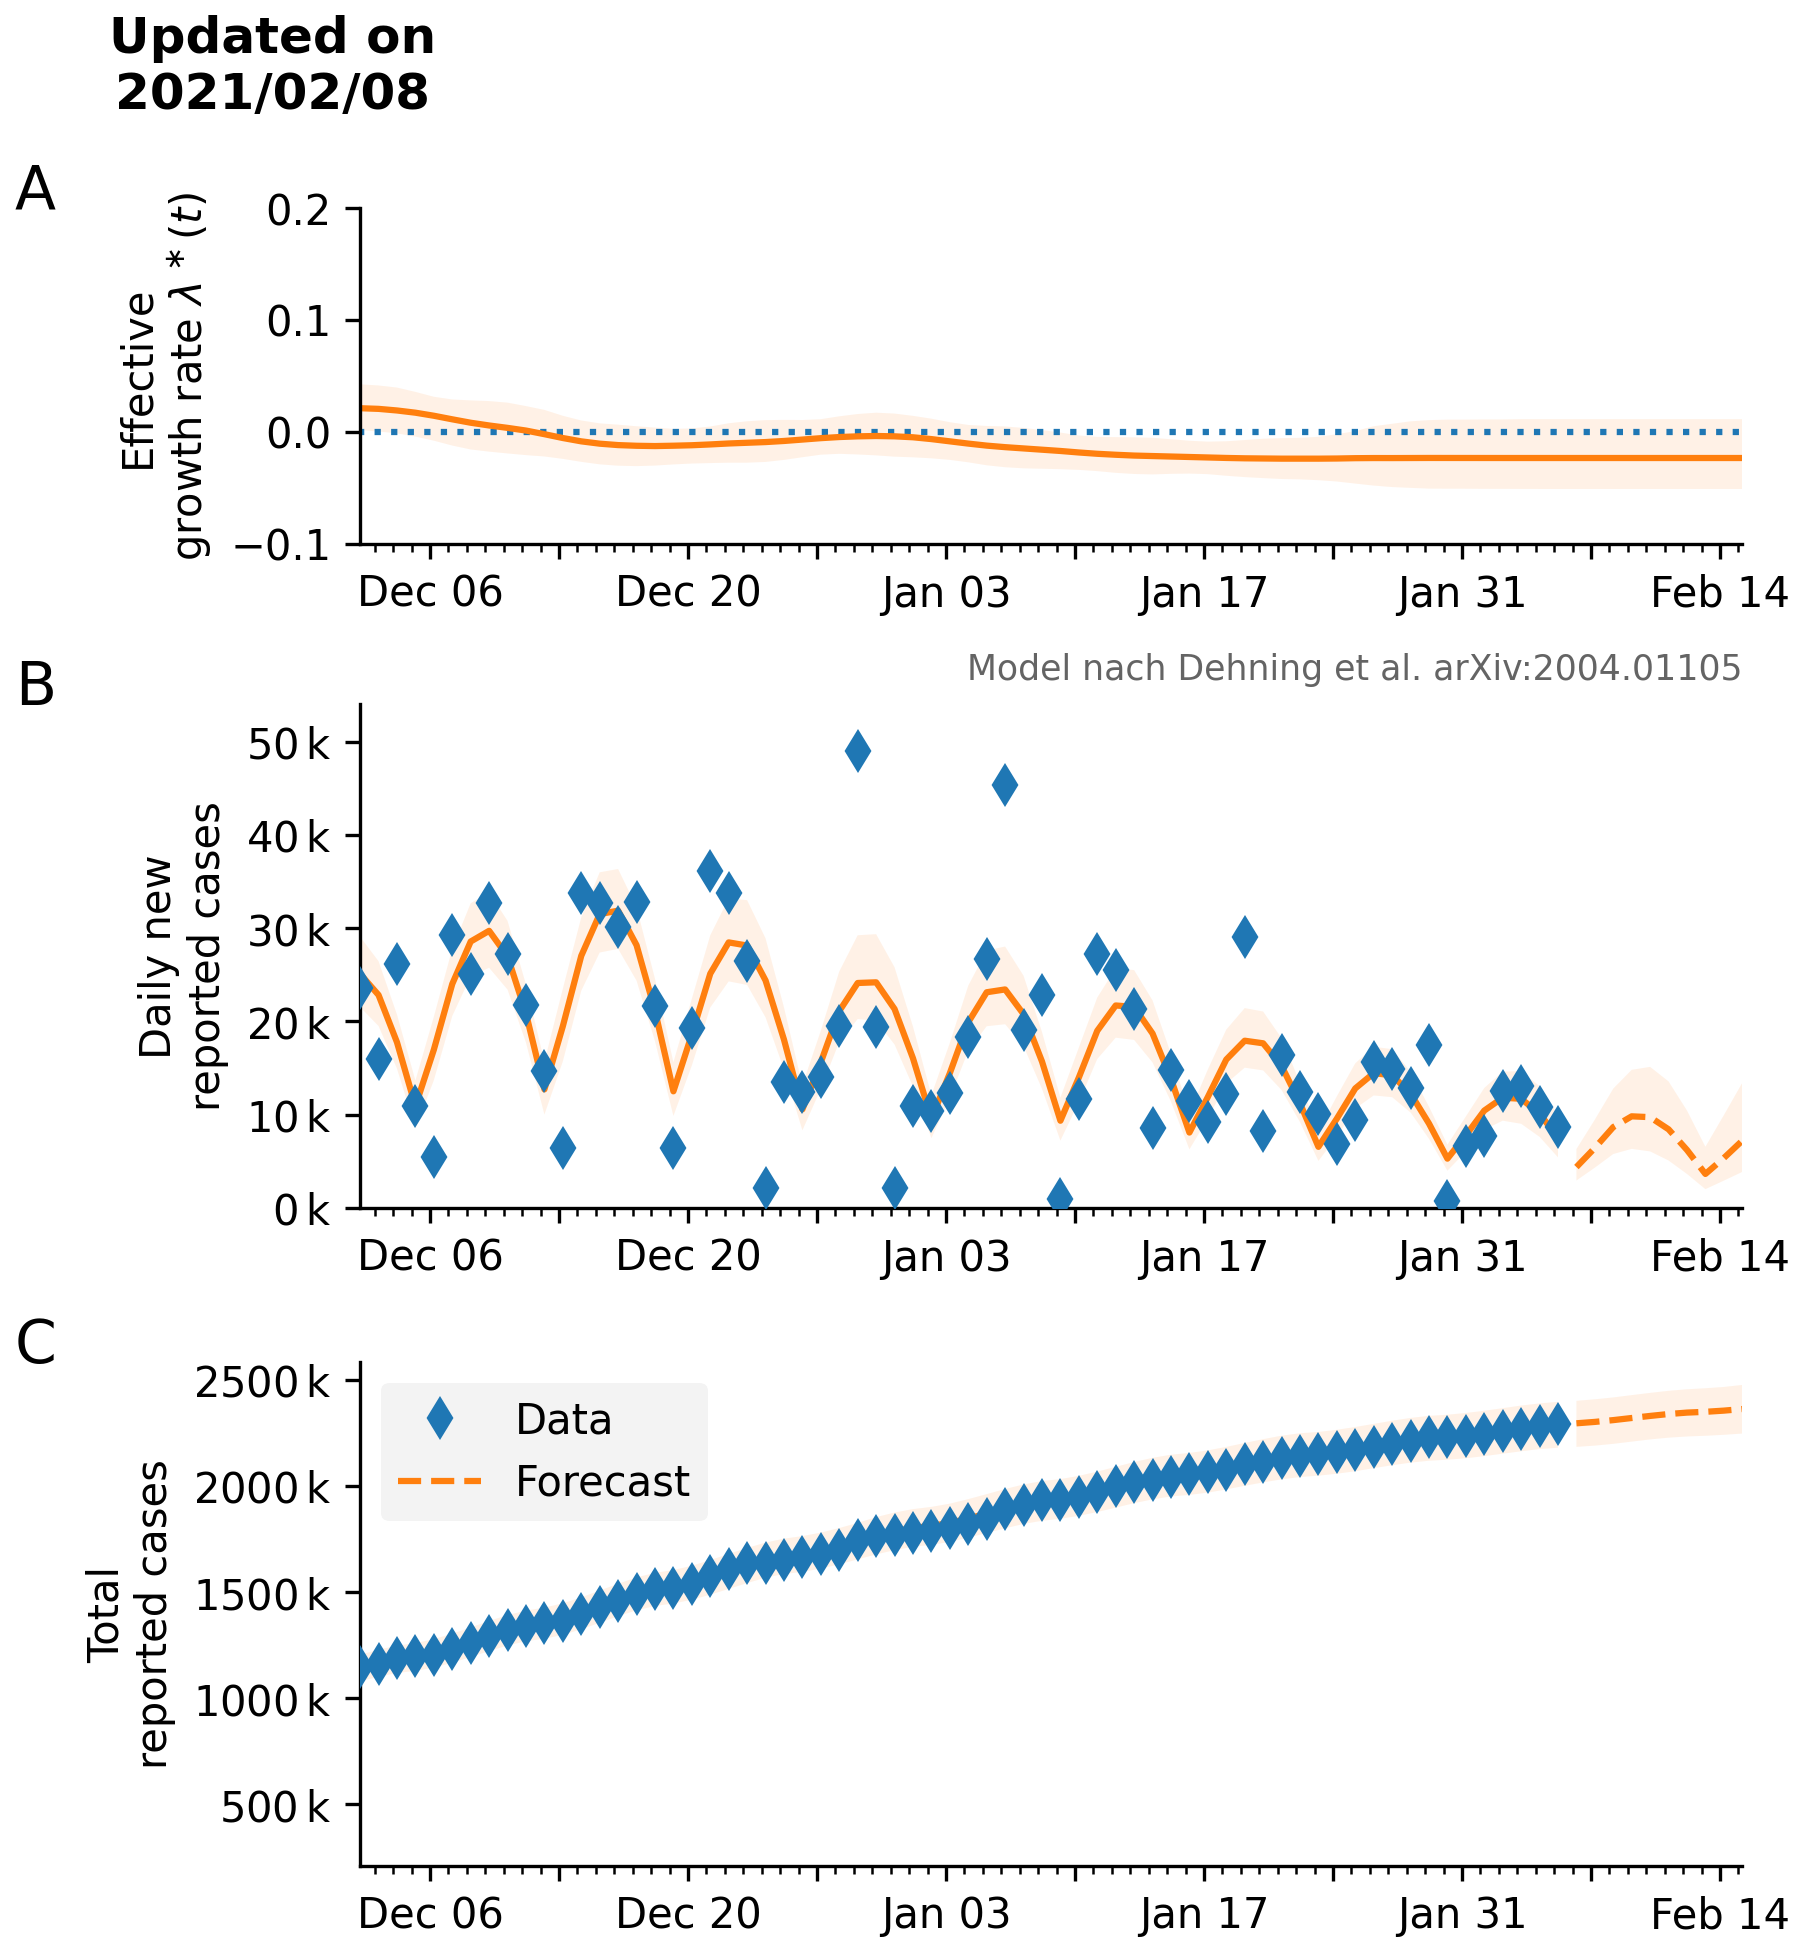 Updated on
2021/02/08
A
Effective
growth rate λ * (t)
0.2
0.1
0.0
−0.1
Dec 06 Dec 20 Jan 03 Jan 17 Jan 31 Feb 14
Model nach Dehning et al. arXiv:2004.01105
B
Daily new
reported cases
50 k
40 k
30 k
20 k
10 k
0 k
Dec 06 Dec 20 Jan 03 Jan 17 Jan 31 Feb 14
C
Total
reported cases
2500 k
2000 k
1500 k
1000 k
500 k
Data
Forecast
Dec 06 Dec 20 Jan 03 Jan 17 Jan 31 Feb 14